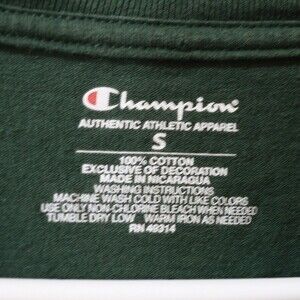 Champion
AUTHENTIC ATHLETIC APPAREL
S
100% COTTON
EXCLUSIVE OF DECORATION
MADE IN NICARAGUA
WASHING INSTRUCTIONS
MACHINE WASH COLD WITH LIKE COLORS
USE ONLY NON-CHLORINE BLEACH WHEN NEEDED
TUMBLE DRY LOW WARM IRON AS NEEDED
RN 49314